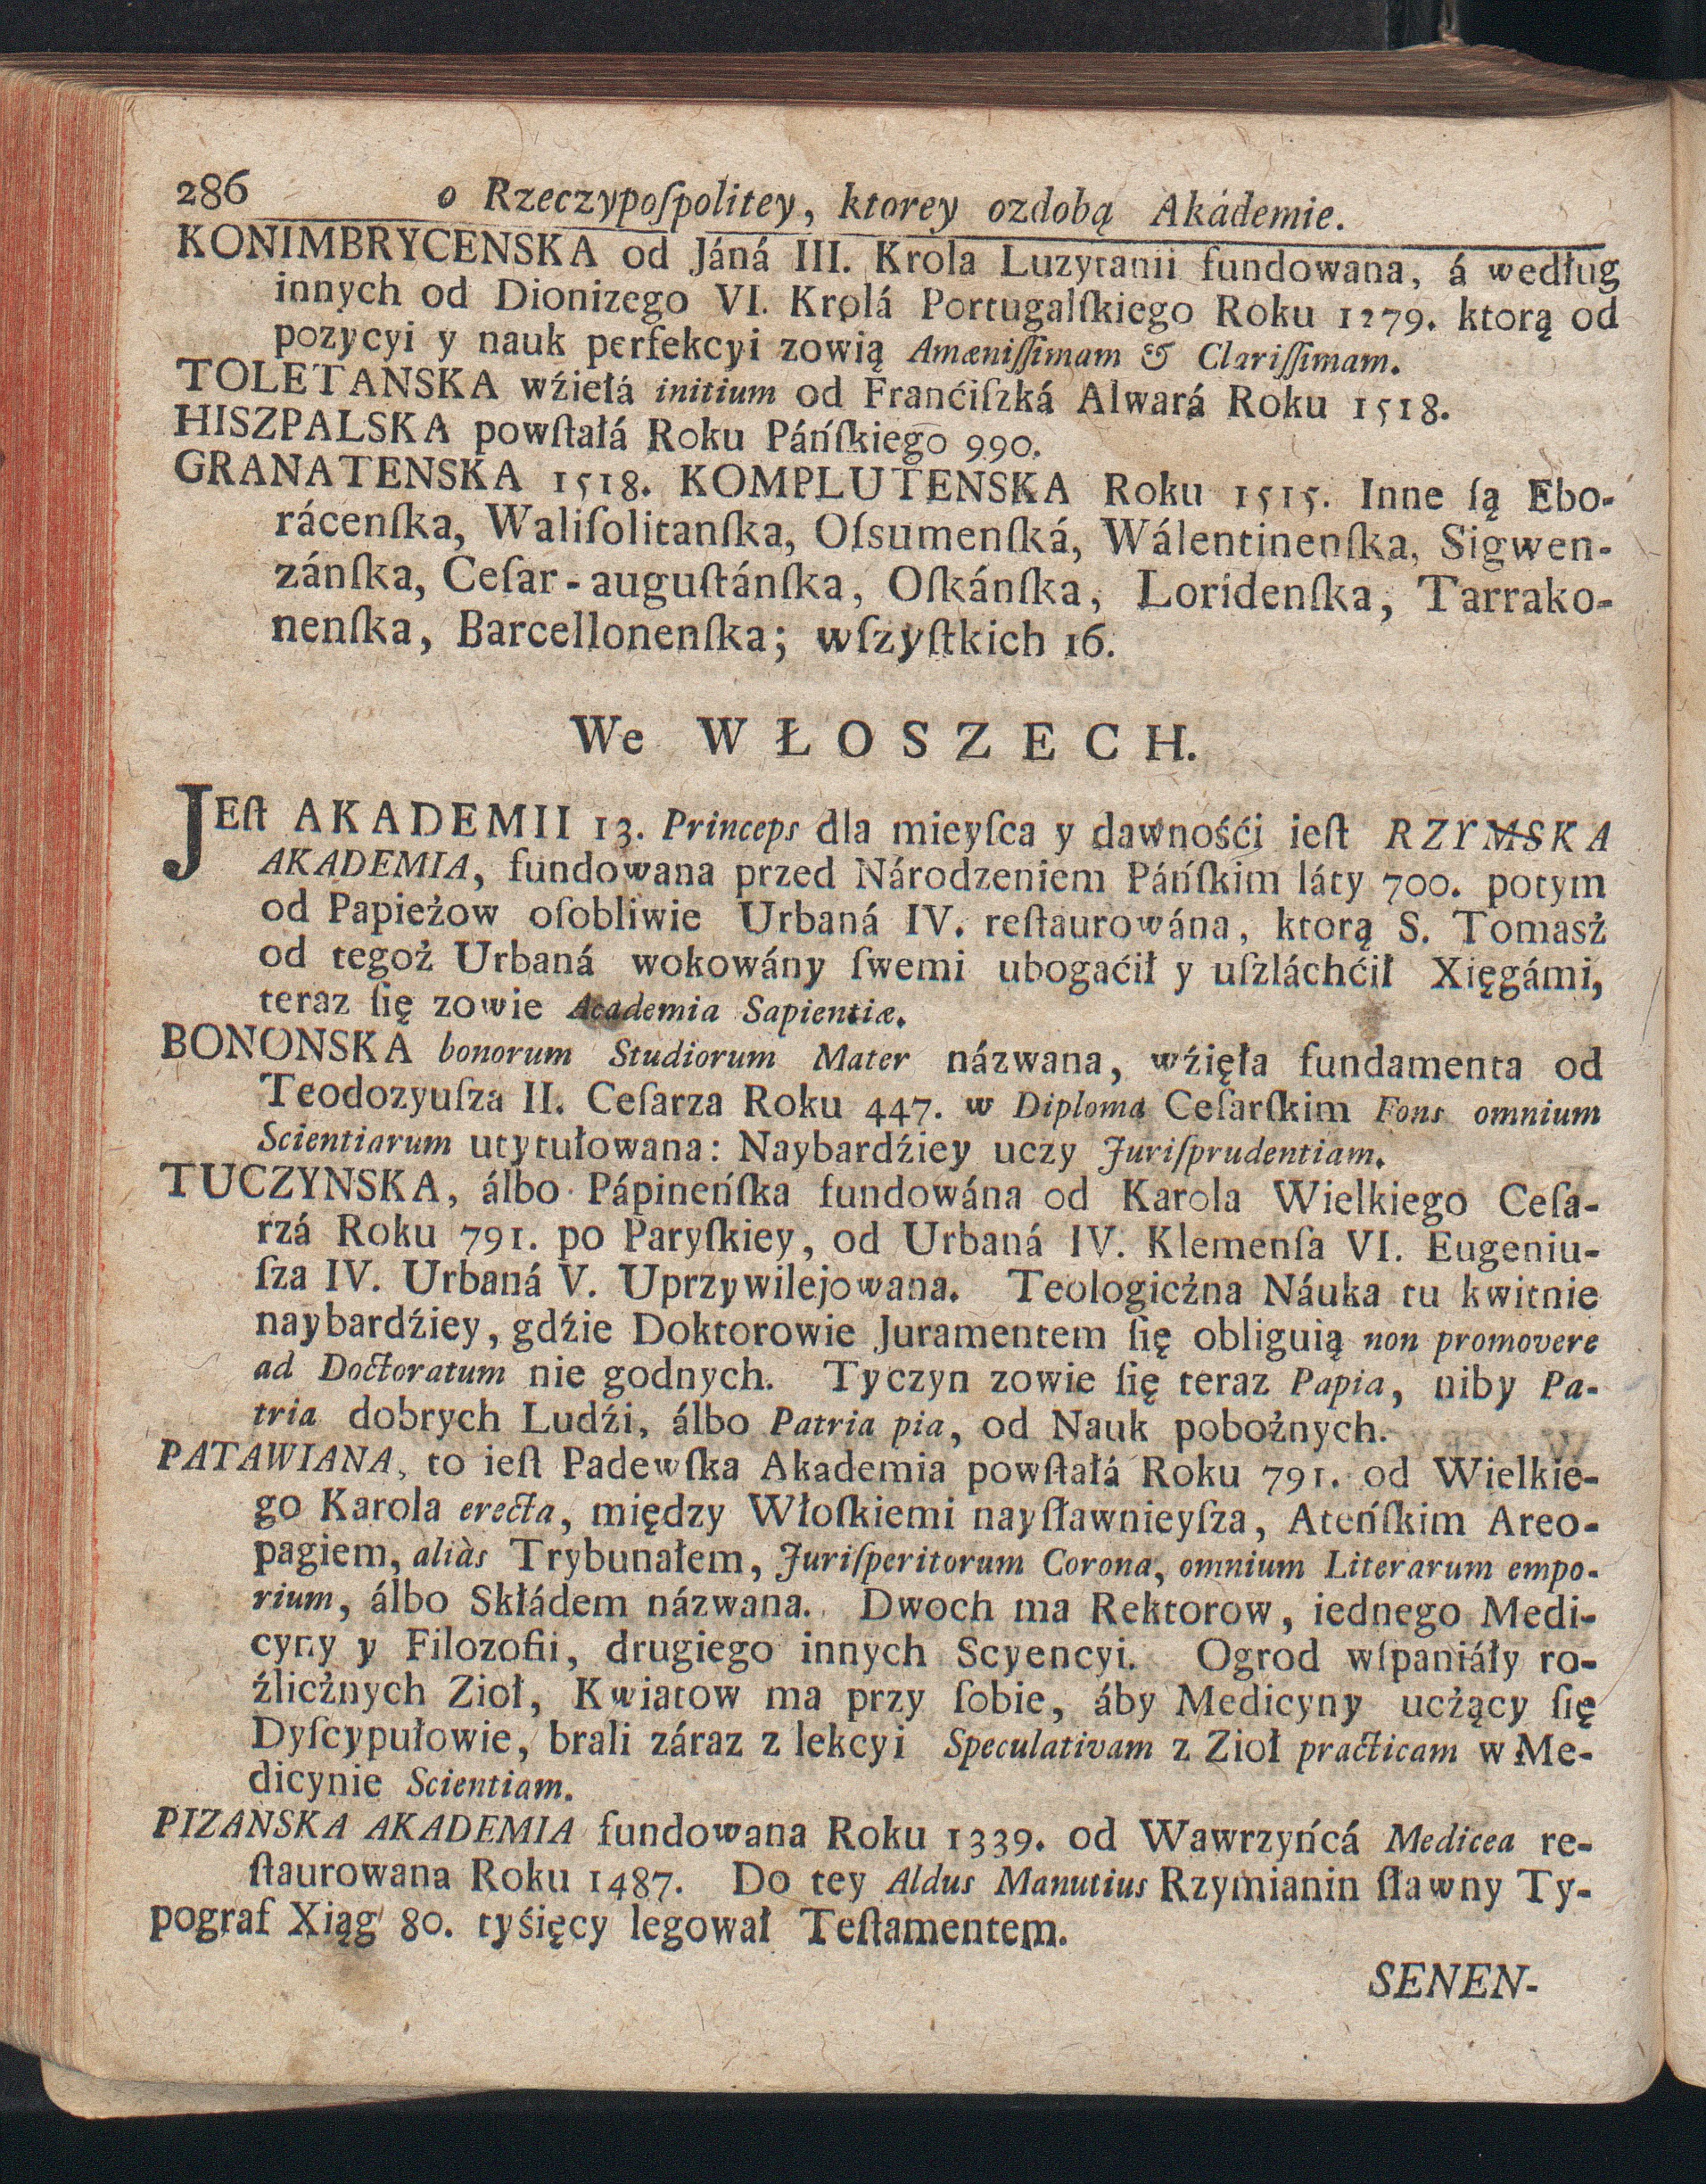 286 o Rzeczypoſpolitey, ktorey ozdobą Akádemie.
KONIMBRYCENSKA od Jáná III. Krola Luzytanii fundowana, á według
innych od Dionizego VI. Krolá Portugalſkiego Roku 1279. ktorą od
pozycyi y nauk perfekcyi zowią Amæniſſimam & Clariſſimam.
TOLETANSKA wźiełá initium od Franćiſzká Alwará Roku 1518.
HISZPALSKA powſtałá Roku Páńſkiego 990.
GRANATENSKA 1518. KOMPLUTENSKA Roku 1515. Inne ſą Ebo-
rácenſka, Waliſolitanſka, Oſsumenſká, Wálentinenſka, Sigwen-
zánſka, Ceſar-auguſtánſka, Oſkánſka, Loridenſka, Tarrako-
nenſka, Barcellonenſka; wſzyſtkich 16.
We WŁOSZECH.
JEſt AKADEMII 13. Princeps dla mieyſca y dawnośći ieſt RZYMSKA
AKADEMIA, fundowana przed Národzeniem Páńſkim láty 700. potym
od Papieżow oſobliwie Urbaná IV. reſtaurowána, ktorą S. Tomasż
od tegoż Urbaná wokowány ſwemi ubogaćił y uſzláchćił Xięgámi,
teraz ſię zowie Academia Sapientiæ.
BONONSKA bonorum Studiorum Mater názwana, wźięła fundamenta od
Teodozyuſza II. Ceſarza Roku 447. w Diploma Ceſarſkim Fons omnium
Scientiarum utytułowana: Naybardźiey uczy Juriſprudentiam.
TUCZYNSKA, álbo Pápineńſka fundowána od Karola Wielkiego Ceſa-
rzá Roku 791. po Paryſkiey, od Urbaná IV. Klemenſa VI. Eugeniu-
ſza IV. Urbaná V. Uprzywilejowana. Teologicżna Náuka tu kwitnie
naybardźiey, gdźie Doktorowie Juramentem ſię obliguią non promovere
ad Doctoratum nie godnych. Tyczyn zowie ſię teraz Papia, niby Pa-
tria dobrych Ludźi, álbo Patria pia, od Nauk pobożnych.
PATAWIANA, to ieſt Padewſka Akademia powſtałá Roku 791. od Wielkie-
go Karola erecta, między Włoſkiemi nayſławnieyſza, Ateńſkim Areo-
pagiem, aliàs Trybunałem, Juriſperitorum Corona, omnium Literarum empo-
rium, álbo Skłádem názwana. Dwoch ma Rektorow, iednego Medi-
cyny y Filozofii, drugiego innych Scyencyi. Ogrod wſpaniáły ro-
źlicżnych Zioł, Kwiatow ma przy ſobie, áby Medicyny ucżący ſię
Dyſcypułowie, brali záraz z lekcyi Speculativam z Zioł practicam w Me-
dicynie Scientiam.
PIZANSKA AKADEMIA fundowana Roku 1339. od Wawrzyńcá Medicea re-
ſtaurowana Roku 1487. Do tey Aldus Manutius Rzymianin ſławny Ty-
pograf Xiąg 80. tyśięcy legował Teſtamentem.
SENEN-